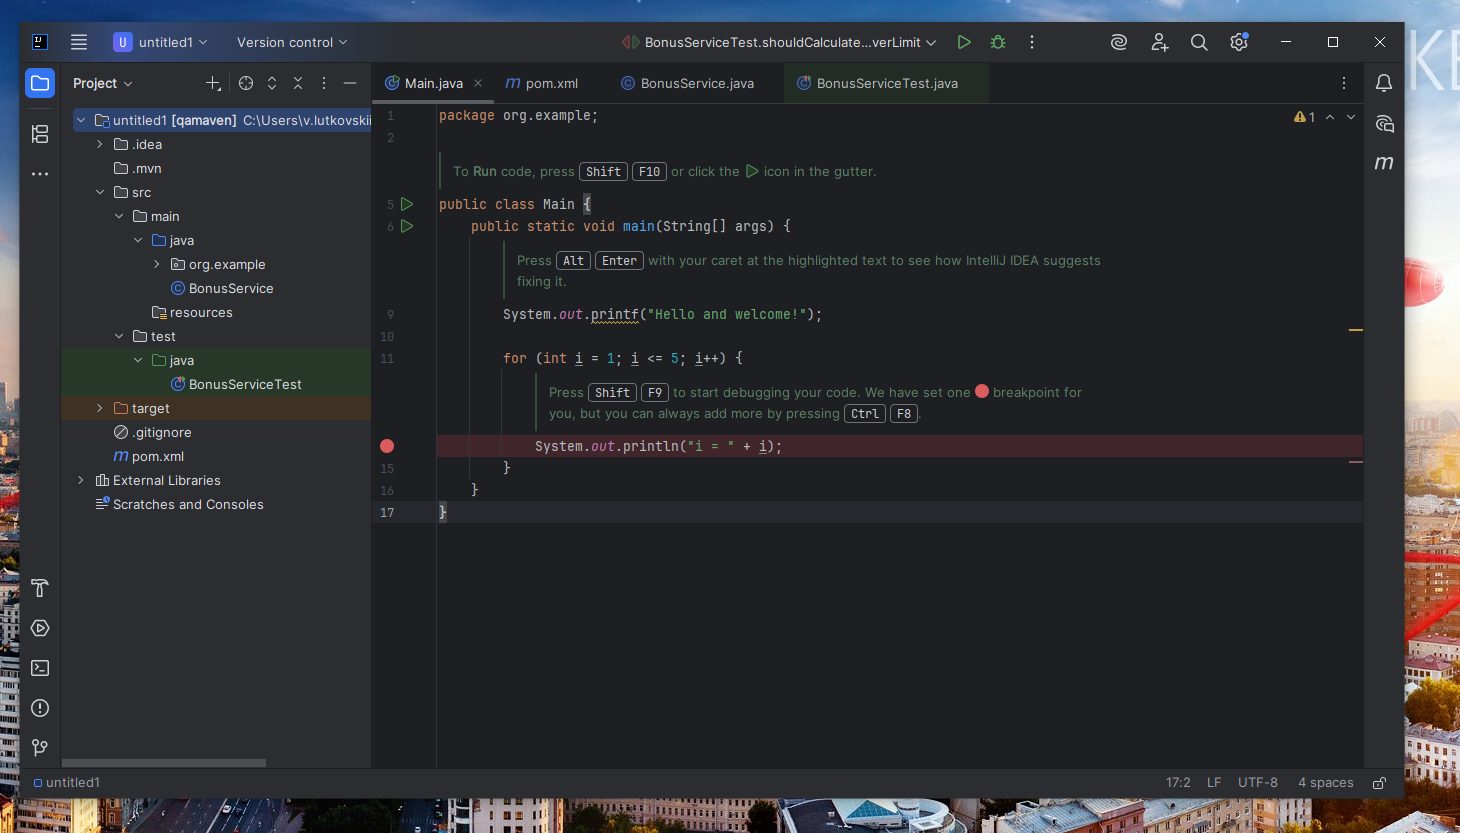 U untitled1 Version control BonusServiceTest.shouldCalculate...verLimit
Project
Main.java pom.xml BonusService.java BonusServiceTest.java
untitled1 [qamaven] C:\Users\v.lutkovskii
.idea
.mvn
src
main
java
org.example
BonusService
resources
test
java
BonusServiceTest
target
.gitignore
m pom.xml
External Libraries
Scratches and Consoles
1 package org.example;
2
To Run code, press Shift F10 or click the icon in the gutter.
5 public class Main {
6 public static void main(String[] args) {
Press Alt Enter with your caret at the highlighted text to see how IntelliJ IDEA suggests
fixing it.
9 System.out.printf("Hello and welcome!");
10
11 for (int i = 1; i <= 5; i++) {
Press Shift F9 to start debugging your code. We have set one breakpoint for
you, but you can always add more by pressing Ctrl F8.
System.out.println("i = " + i);
15 }
16 }
17 }
1
m
untitled1 17:2 LF UTF-8 4 spaces